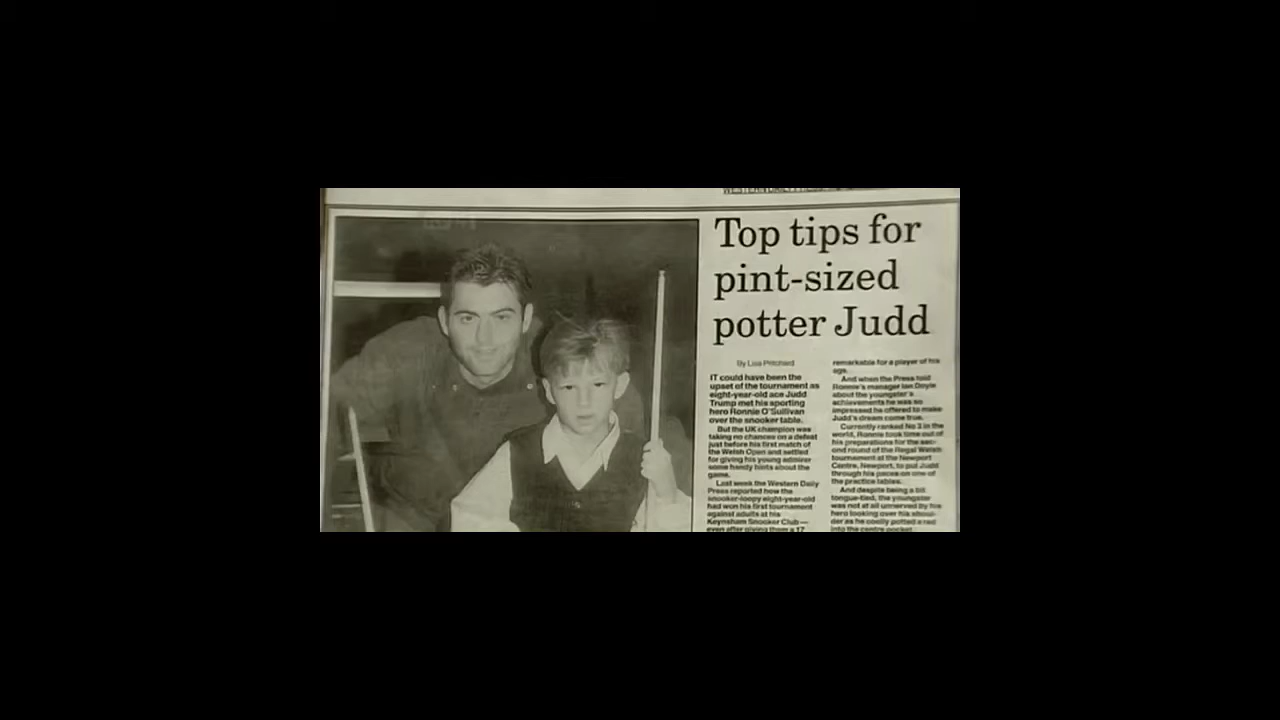 WESTERN DAILY PRESS
Top tips for
pint-sized
potter Judd
By Lisa Pritchard
IT could have been the
upset of the tournament as
eight-year-old ace Judd
Trump met his sporting
hero Ronnie O'Sullivan
over the snooker table.
But the UK champion was
taking no chances on a defeat
just before his first match of
the Welsh Open and settled
for giving his young admirer
some handy hints about the
game.
Last week the Western Daily
Press reported how the
snooker-loopy eight-year-old
had won his first tournament
against adults at his
Keynsham Snooker Club—
even after giving them a 17
remarkable for a player of his
age.
And when the Press told
Ronnie's manager Ian Doyle
about the youngster's
achievements he was so
impressed he offered to make
Judd's dream come true.
Currently ranked No 3 in the
world, Ronnie took time out of
his preparations for the sec-
ond round of the Regal Welsh
tournament at the Newport
Centre, Newport, to put Judd
through his paces on one of
the practice tables.
And despite being a bit
tongue-tied, the youngster
was not at all unnerved by his
hero looking over his shoul-
der as he coolly potted a red
into the centre pocket.